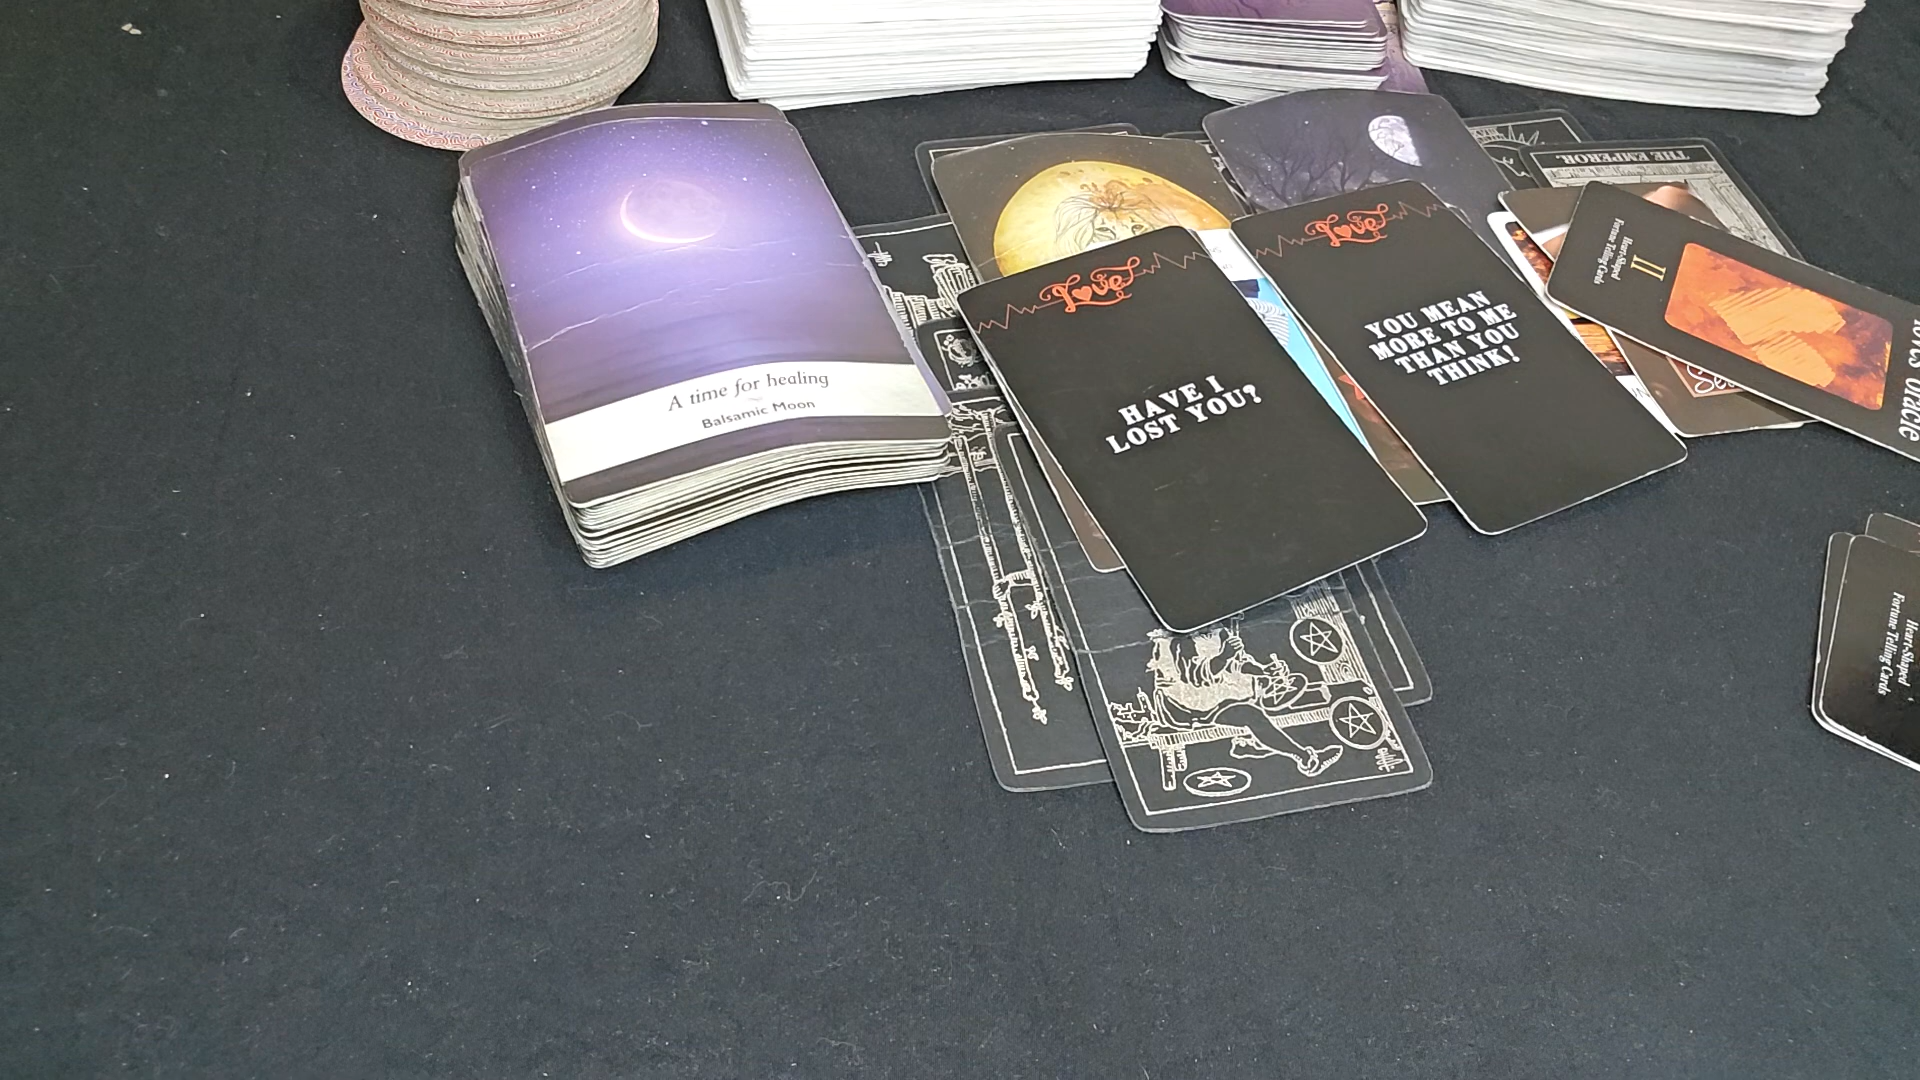 THE EMPEROR.
Love
YOU MEAN
MORE TO ME
THAN YOU
THINK!
Love
HAVE I
LOST YOU?
A time for healing
Balsamic Moon
Heart-Shaped
Fortune Telling Cards
II
oracle
Heart-Shaped
Fortune Telling Cards